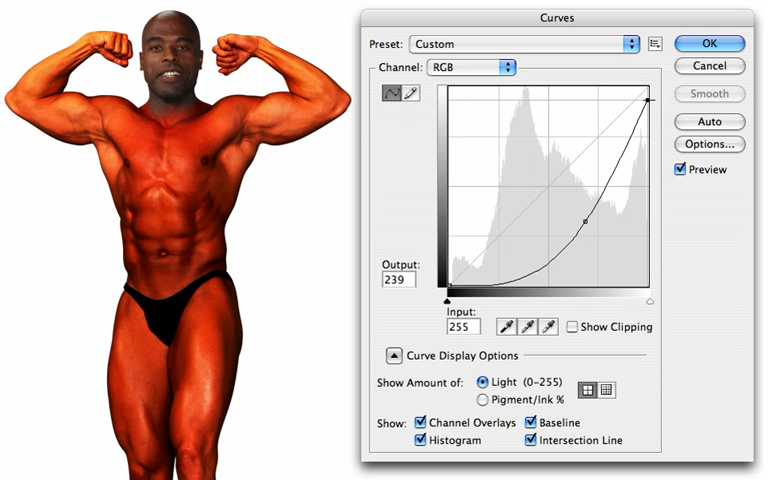 Curves
Preset: Custom
OK
Channel: RGB
Cancel
Smooth
Auto
Options...
Preview
Output:
239
Input:
255
Show Clipping
Curve Display Options
Show Amount of: Light (0-255)
Pigment/Ink %
Show: Channel Overlays Baseline
Histogram Intersection Line